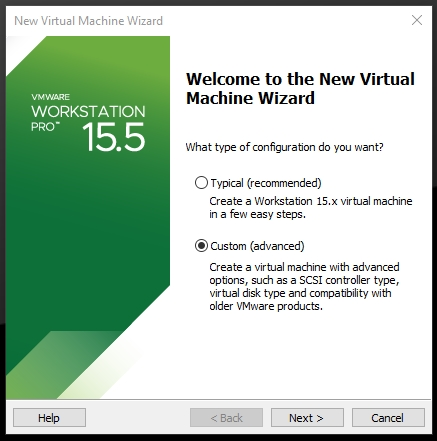 New Virtual Machine Wizard
VMWARE
WORKSTATION
PRO™
15.5
Welcome to the New Virtual
Machine Wizard
What type of configuration do you want?
Typical (recommended)
Create a Workstation 15.x virtual machine
in a few easy steps.
Custom (advanced)
Create a virtual machine with advanced
options, such as a SCSI controller type,
virtual disk type and compatibility with
older VMware products.
Help
< Back
Next >
Cancel